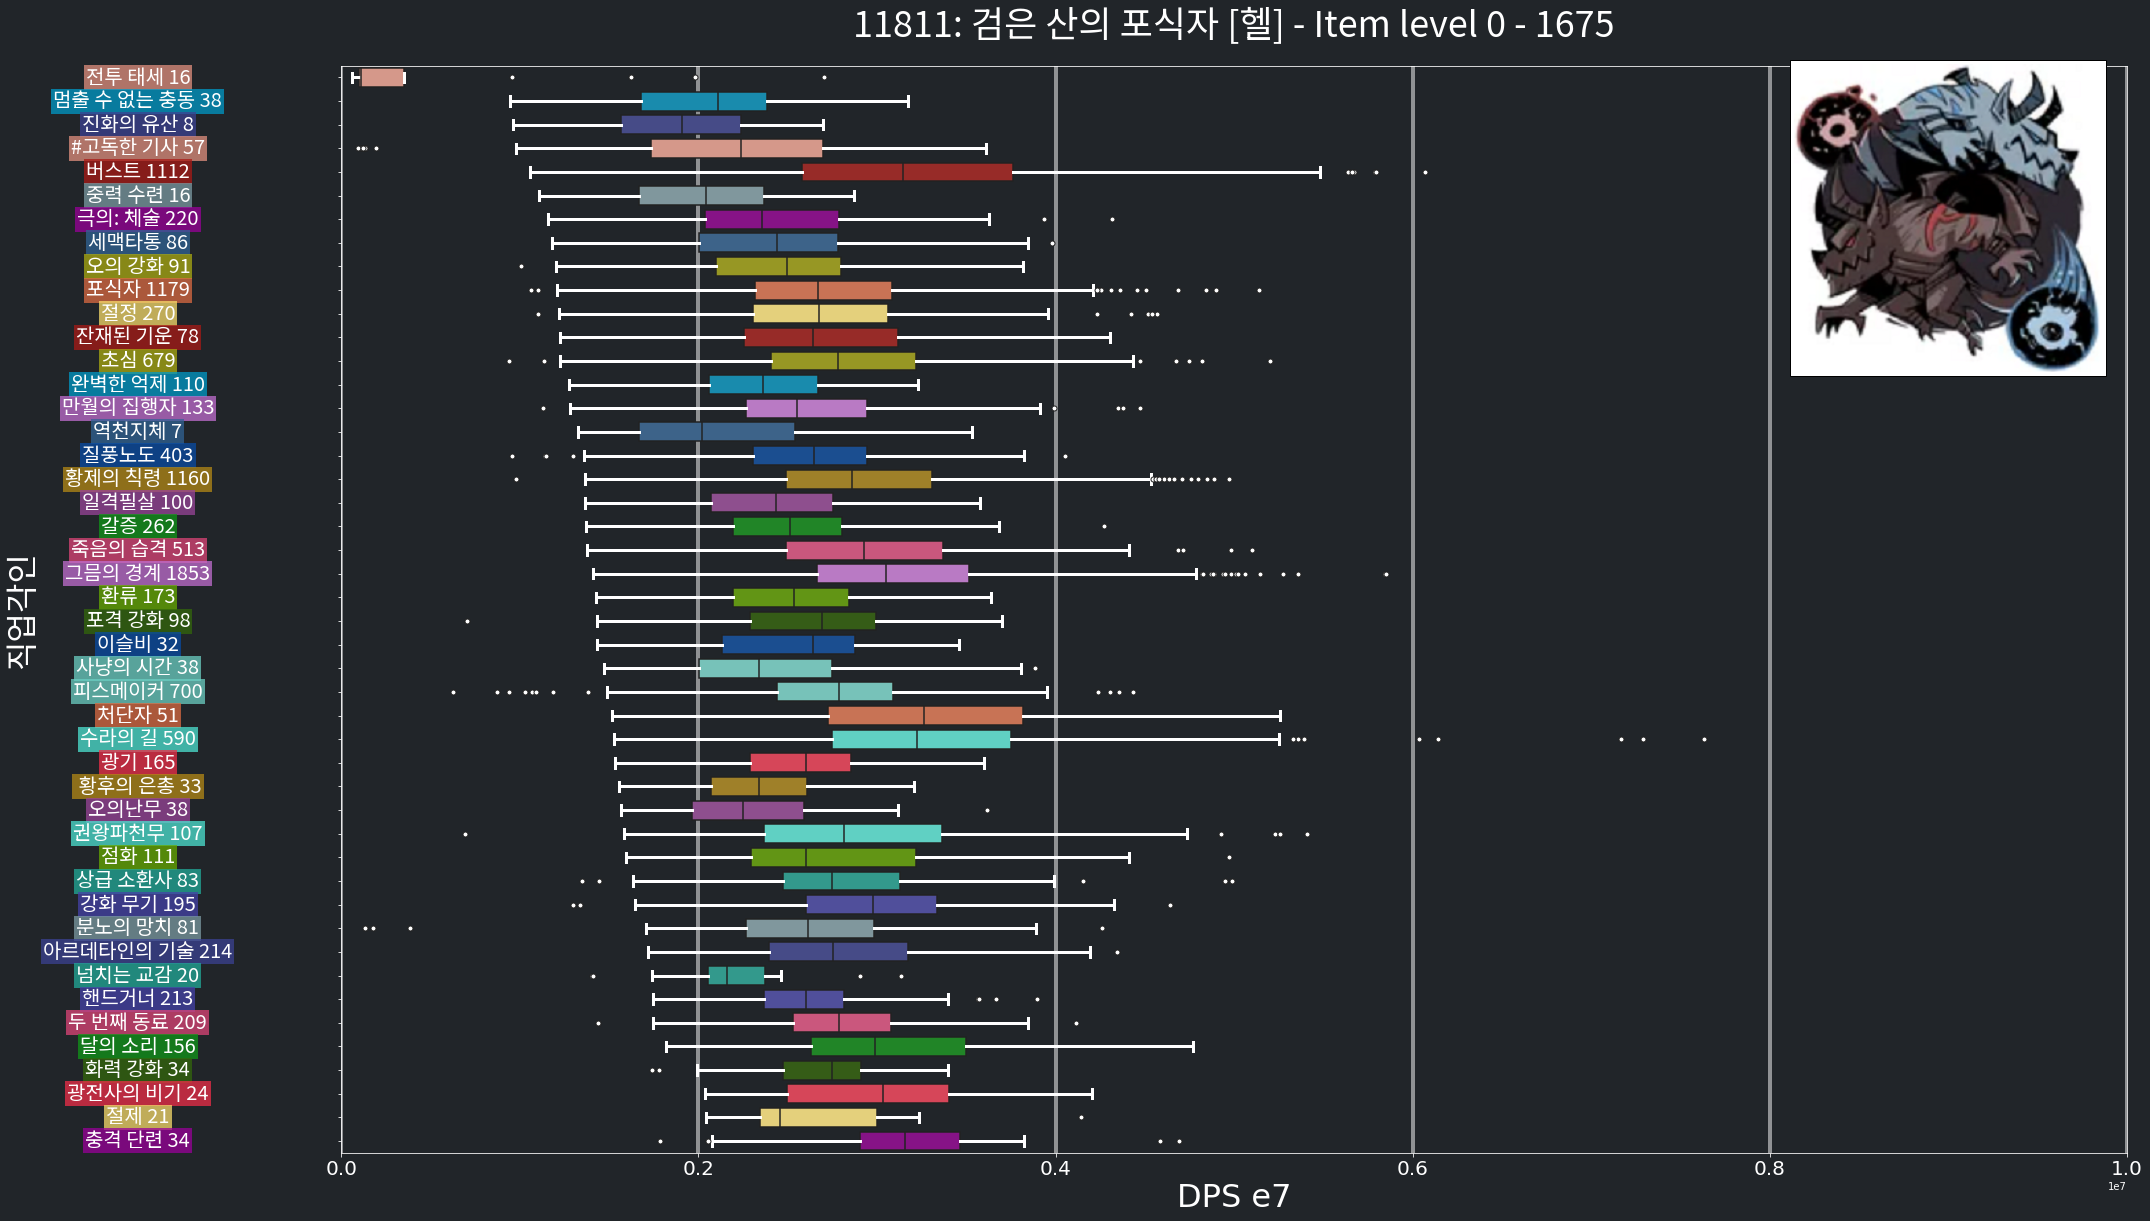 11811: 검은 산의 포식자 [헬] - Item level 0 - 1675
직업각인
전투 태세 16
멈출 수 없는 충동 38
진화의 유산 8
#고독한 기사 57
버스트 1112
중력 수련 16
극의: 체술 220
세맥타통 86
오의 강화 91
포식자 1179
절정 270
잔재된 기운 78
초심 679
완벽한 억제 110
만월의 집행자 133
역천지체 7
질풍노도 403
황제의 칙령 1160
일격필살 100
갈증 262
죽음의 습격 513
그믐의 경계 1853
환류 173
포격 강화 98
이슬비 32
사냥의 시간 38
피스메이커 700
처단자 51
수라의 길 590
광기 165
황후의 은총 33
오의난무 38
권왕파천무 107
점화 111
상급 소환사 83
강화 무기 195
분노의 망치 81
아르데타인의 기술 214
넘치는 교감 20
핸드거너 213
두 번째 동료 209
달의 소리 156
화력 강화 34
광전사의 비기 24
절제 21
충격 단련 34
0.0 0.2 0.4 0.6 0.8 1.0
1e7
DPS e7